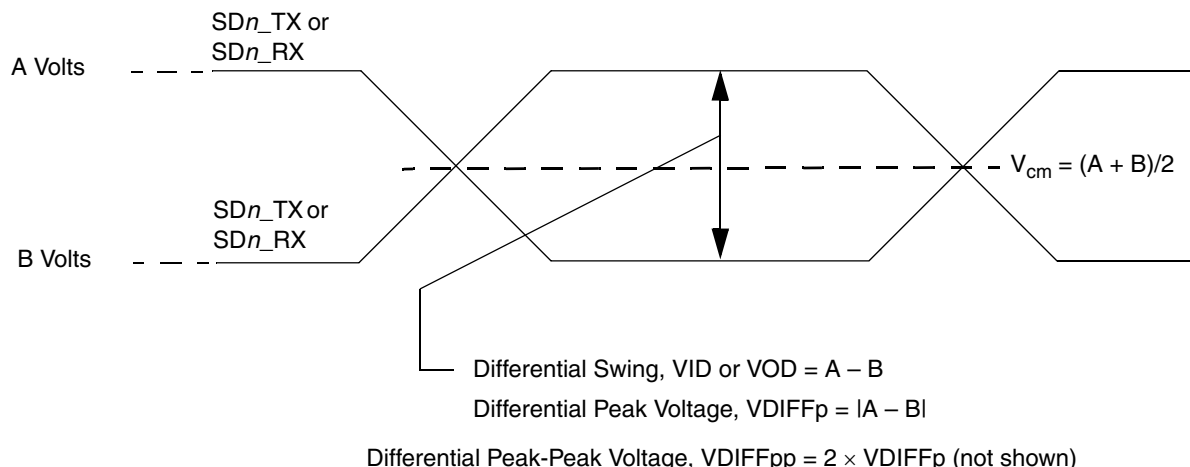 SDn_TX or
SDn_RX
A Volts
Vcm = (A + B)/2
SDn_TX or
SDn_RX
B Volts
Differential Swing, VID or VOD = A – B
Differential Peak Voltage, VDIFFp = |A – B|
Differential Peak-Peak Voltage, VDIFFpp = 2 × VDIFFp (not shown)